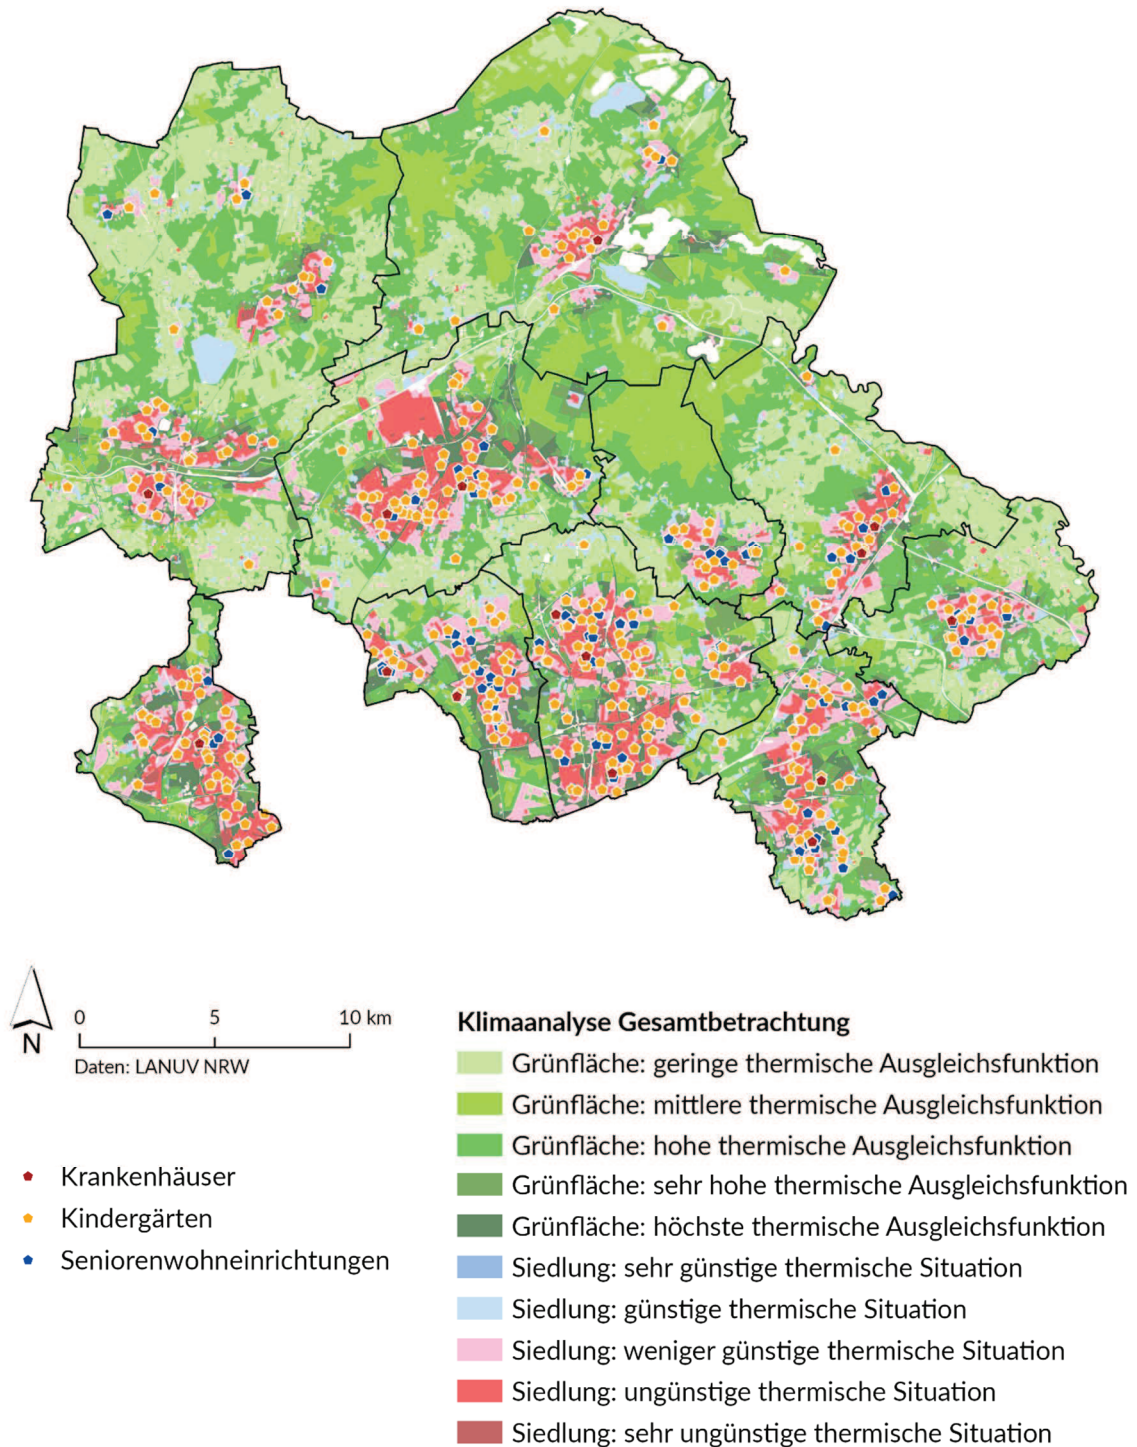 N
0 5 10 km
Daten: LANUV NRW
Krankenhäuser
Kindergärten
Seniorenwohneinrichtungen
Klimaanalyse Gesamtbetrachtung
Grünfläche: geringe thermische Ausgleichsfunktion
Grünfläche: mittlere thermische Ausgleichsfunktion
Grünfläche: hohe thermische Ausgleichsfunktion
Grünfläche: sehr hohe thermische Ausgleichsfunktion
Grünfläche: höchste thermische Ausgleichsfunktion
Siedlung: sehr günstige thermische Situation
Siedlung: günstige thermische Situation
Siedlung: weniger günstige thermische Situation
Siedlung: ungünstige thermische Situation
Siedlung: sehr ungünstige thermische Situation